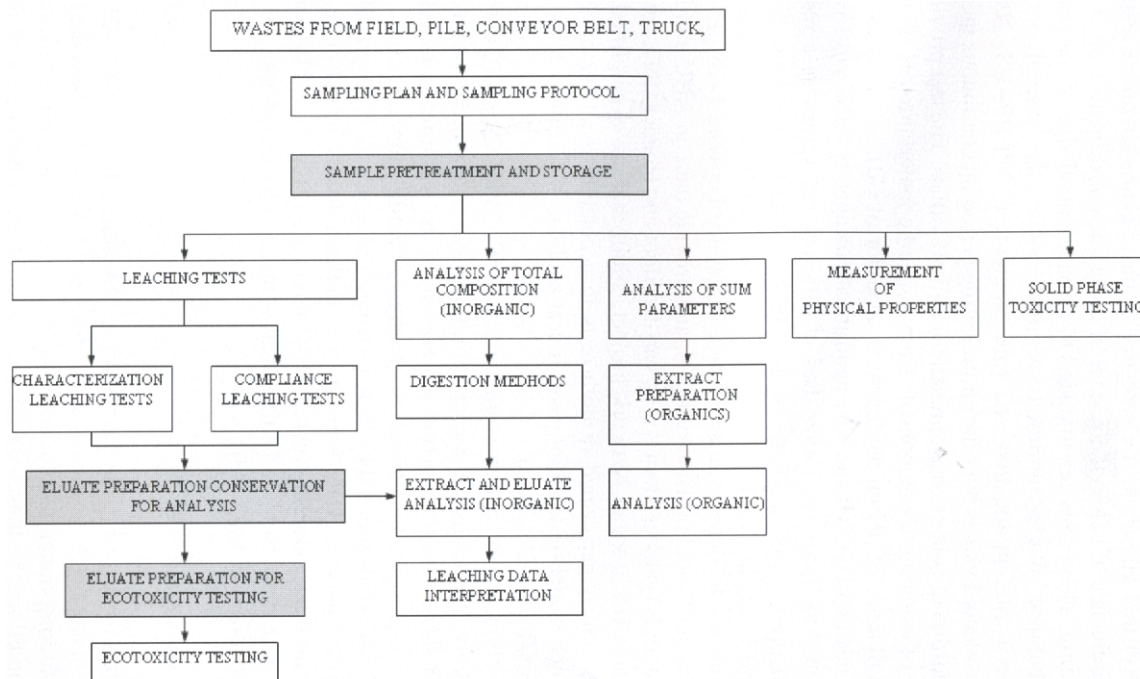 WASTES FROM FIELD, PILE, CONVEYOR BELT, TRUCK,
SAMPLING PLAN AND SAMPLING PROTOCOL
SAMPLE PRETREATMENT AND STORAGE
LEACHING TESTS
ANALYSIS OF TOTAL
COMPOSITION
(INORGANIC)
ANALYSIS OF SUM
PARAMETERS
MEASUREMENT
OF
PHYSICAL PROPERTIES
SOLID PHASE
TOXICITY TESTING
CHARACTERIZATION
LEACHING TESTS
COMPLIANCE
LEACHING TESTS
DIGESTION MEDHODS
EXTRACT
PREPARATION
(ORGANICS)
ELUATE PREPARATION CONSERVATION
FOR ANALYSIS
EXTRACT AND ELUATE
ANALYSIS (INORGANIC)
ANALYSIS (ORGANIC)
ELUATE PREPARATION FOR
ECOTOXICITY TESTING
LEACHING DATA
INTERPRETATION
ECOTOXICITY TESTING